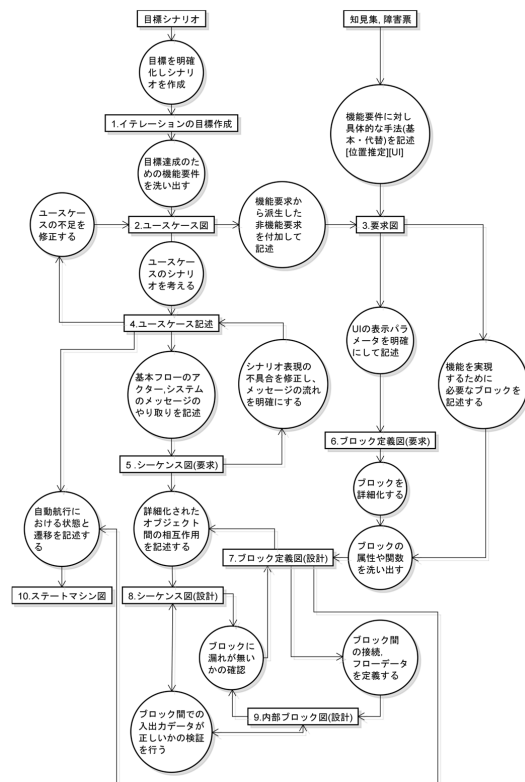 目標シナリオ
知見集, 障害票
目標を明確
化しシナリ
オを作成
機能要件に対し
具体的な手法(基
本・代替)を記述
[位置推定][UI]
1.イテレーションの目標作成
目標達成のた
めの機能要件
を洗い出す
ユースケー
スの不足を
修正する
2.ユースケース図
機能要求か
ら派生した
非機能要求
を付加して
記述
3.要求図
ユースケース
のシナリ
オを考える
4.ユースケース記述
UIの表示パラ
メータを明確
にして記述
機能を実現
するために
必要なブロックを
記述する
基本フローのア
クター,システム
のメッセージの
やり取りを記述
シナリオ表現の
不具合を修正し、
メッセージの流れ
を明確にする
6.ブロック定義図(要求)
5.シーケンス図(要求)
ブロックを
詳細化する
自動航行に
おける状態と
遷移を記述す
る
詳細化された
オブジェクト
間の相互作用
を記述する
ブロックの
属性や関数
を洗い出す
7.ブロック定義図(設計)
10.ステートマシン図
8.シーケンス図(設計)
ブロックに
漏れが無い
かの確認
ブロック間
の接続,
フローデータ
を定義する
ブロック間での
入出力データが
正しいかの検証
を行う
9.内部ブロック図(設計)